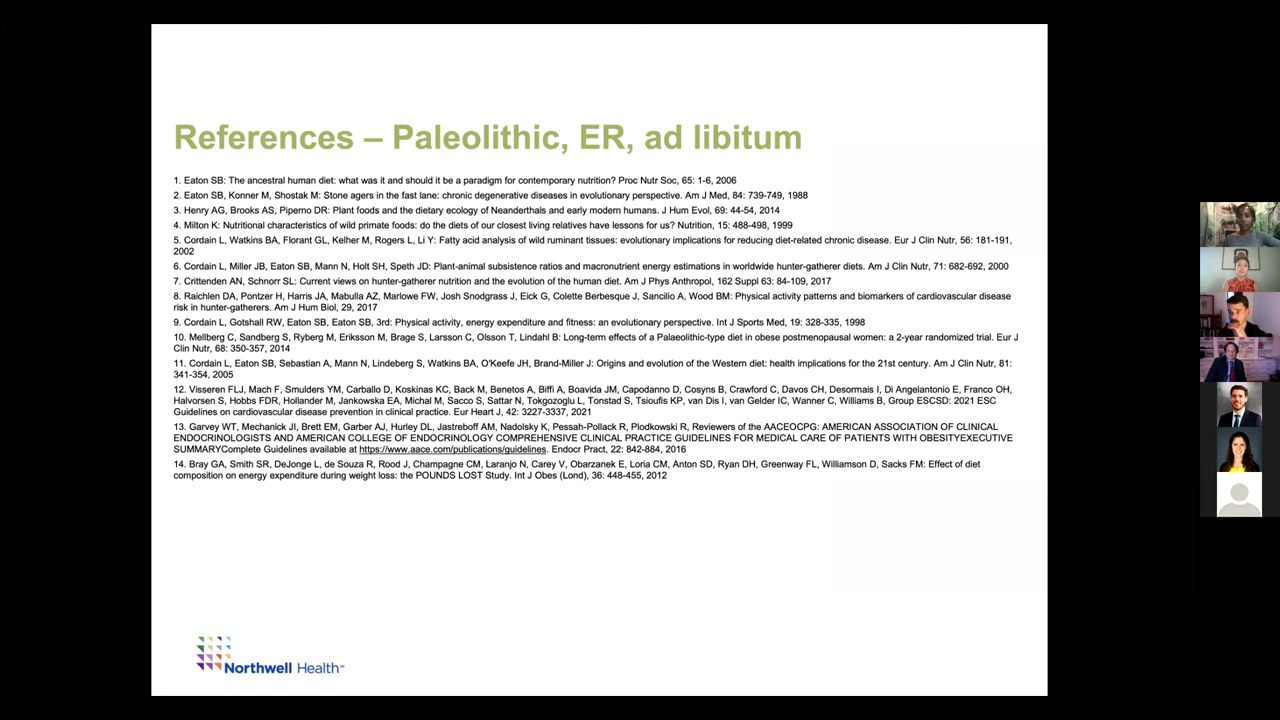 References – Paleolithic, ER, ad libitum
1. Eaton SB: The ancestral human diet: what was it and should it be a paradigm for contemporary nutrition? Proc Nutr Soc, 65: 1-6, 2006
2. Eaton SB, Konner M, Shostak M: Stone agers in the fast lane: chronic degenerative diseases in evolutionary perspective. Am J Med, 84: 739-749, 1988
3. Henry AG, Brooks AS, Piperno DR: Plant foods and the dietary ecology of Neanderthals and early modern humans. J Hum Evol, 69: 44-54, 2014
4. Milton K: Nutritional characteristics of wild primate foods: do the diets of our closest living relatives have lessons for us? Nutrition, 15: 488-498, 1999
5. Cordain L, Watkins BA, Florant GL, Kelher M, Rogers L, Li Y: Fatty acid analysis of wild ruminant tissues: evolutionary implications for reducing diet-related chronic disease. Eur J Clin Nutr, 56: 181-191,
2002
6. Cordain L, Miller JB, Eaton SB, Mann N, Holt SH, Speth JD: Plant-animal subsistence ratios and macronutrient energy estimations in worldwide hunter-gatherer diets. Am J Clin Nutr, 71: 682-692, 2000
7. Crittenden AN, Schnorr SL: Current views on hunter-gatherer nutrition and the evolution of the human diet. Am J Phys Anthropol, 162 Suppl 63: 84-109, 2017
8. Raichlen DA, Pontzer H, Harris JA, Mabulla AZ, Marlowe FW, Josh Snodgrass J, Eick G, Colette Berbesque J, Sancilio A, Wood BM: Physical activity patterns and biomarkers of cardiovascular disease
risk in hunter-gatherers. Am J Hum Biol, 29, 2017
9. Cordain L, Gotshall RW, Eaton SB, Eaton SB, 3rd: Physical activity, energy expenditure and fitness: an evolutionary perspective. Int J Sports Med, 19: 328-335, 1998
10. Mellberg C, Sandberg S, Ryberg M, Eriksson M, Brage S, Larsson C, Olsson T, Lindahl B: Long-term effects of a Palaeolithic-type diet in obese postmenopausal women: a 2-year randomized trial. Eur J
Clin Nutr, 68: 350-357, 2014
11. Cordain L, Eaton SB, Sebastian A, Mann N, Lindeberg S, Watkins BA, O'Keefe JH, Brand-Miller J: Origins and evolution of the Western diet: health implications for the 21st century. Am J Clin Nutr, 81:
341-354, 2005
12. Visseren FLJ, Mach F, Smulders YM, Carballo D, Koskinas KC, Back M, Benetos A, Biffi A, Boavida JM, Capodanno D, Cosyns B, Crawford C, Davos CH, Desormais I, Di Angelantonio E, Franco OH,
Halvorsen S, Hobbs FDR, Hollander M, Jankowska EA, Michal M, Sacco S, Sattar N, Tokgozoglu L, Tonstad S, Tsioufis KP, van Dis I, van Gelder IC, Wanner C, Williams B, Group ESCSD: 2021 ESC
Guidelines on cardiovascular disease prevention in clinical practice. Eur Heart J, 42: 3227-3337, 2021
13. Garvey WT, Mechanick JI, Brett EM, Garber AJ, Hurley DL, Jastreboff AM, Nadolsky K, Pessah-Pollack R, Plodkowski R, Reviewers of the AACEOCPG: AMERICAN ASSOCIATION OF CLINICAL
ENDOCRINOLOGISTS AND AMERICAN COLLEGE OF ENDOCRINOLOGY COMPREHENSIVE CLINICAL PRACTICE GUIDELINES FOR MEDICAL CARE OF PATIENTS WITH OBESITYEXECUTIVE
SUMMARYComplete Guidelines available at https://www.aace.com/publications/guidelines. Endocr Pract, 22: 842-884, 2016
14. Bray GA, Smith SR, DeJonge L, de Souza R, Rood J, Champagne CM, Laranjo N, Carey V, Obarzanek E, Loria CM, Anton SD, Ryan DH, Greenway FL, Williamson D, Sacks FM: Effect of diet
composition on energy expenditure during weight loss: the POUNDS LOST Study. Int J Obes (Lond), 36: 448-455, 2012
Northwell Health℠